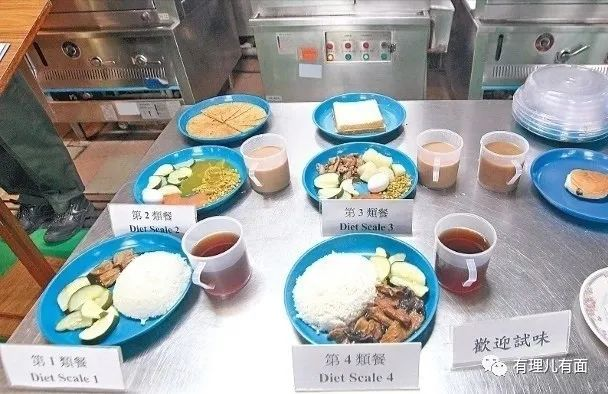 第2類餐
Diet Scale 2
第3類餐
Diet Scale 3
第1類餐
Diet Scale 1
第4類餐
Diet Scale 4
歡迎試味
有理儿有面